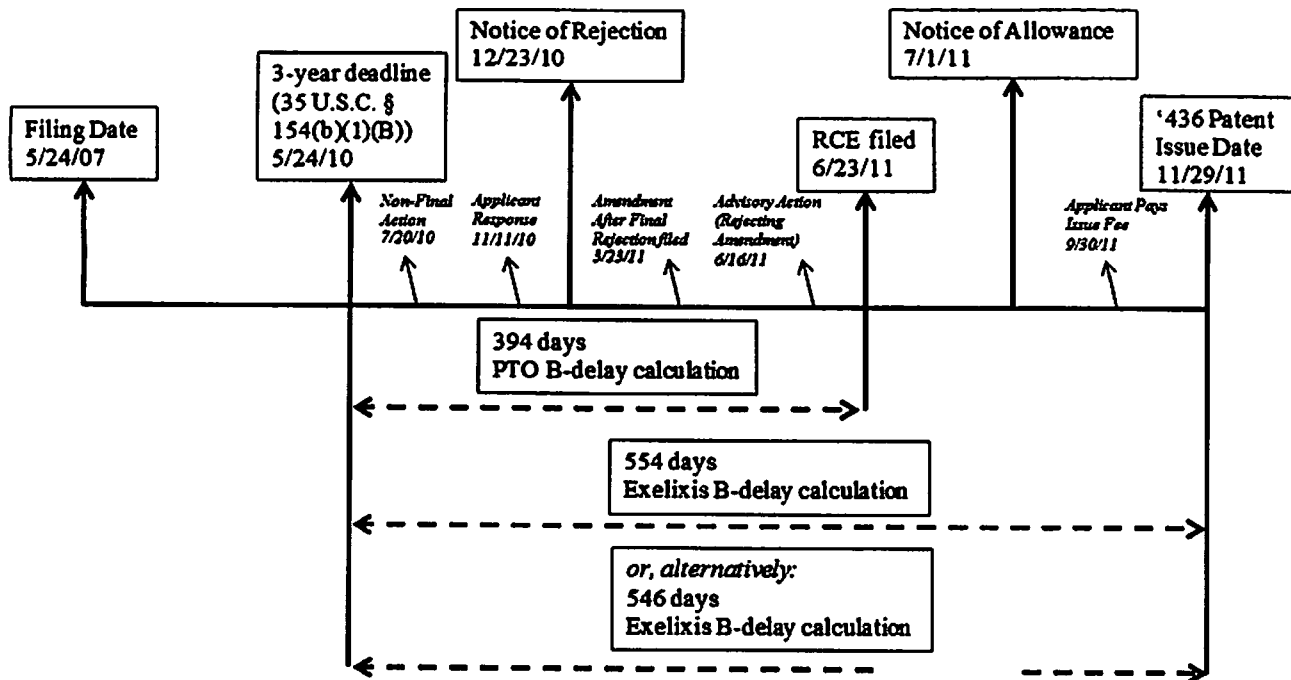 Notice of Rejection
12/23/10
Notice of Allowance
7/1/11
3-year deadline
(35 U.S.C. §
154(b)(1)(B))
5/24/10
Filing Date
5/24/07
RCE filed
6/23/11
‘436 Patent
Issue Date
11/29/11
Non-Final
Action
7/20/10
Applicant
Response
11/11/10
Amendment
After Final
Rejection filed
3/23/11
Advisory Action
(Rejecting
Amendment)
6/16/11
Applicant Pays
Issue Fee
9/30/11
394 days
PTO B-delay calculation
554 days
Exelixis B-delay calculation
or, alternatively:
546 days
Exelixis B-delay calculation